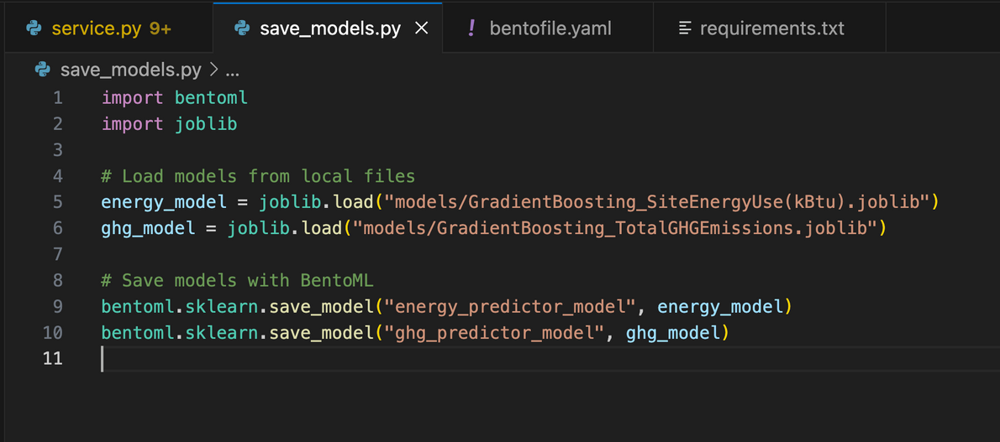 service.py 9+ save_models.py × ! bentofile.yaml requirements.txt
save_models.py > ...
1 import bentoml
2 import joblib
3
4 # Load models from local files
5 energy_model = joblib.load("models/GradientBoosting_SiteEnergyUse(kBtu).joblib")
6 ghg_model = joblib.load("models/GradientBoosting_TotalGHGEmissions.joblib")
7
8 # Save models with BentoML
9 bentoml.sklearn.save_model("energy_predictor_model", energy_model)
10 bentoml.sklearn.save_model("ghg_predictor_model", ghg_model)
11